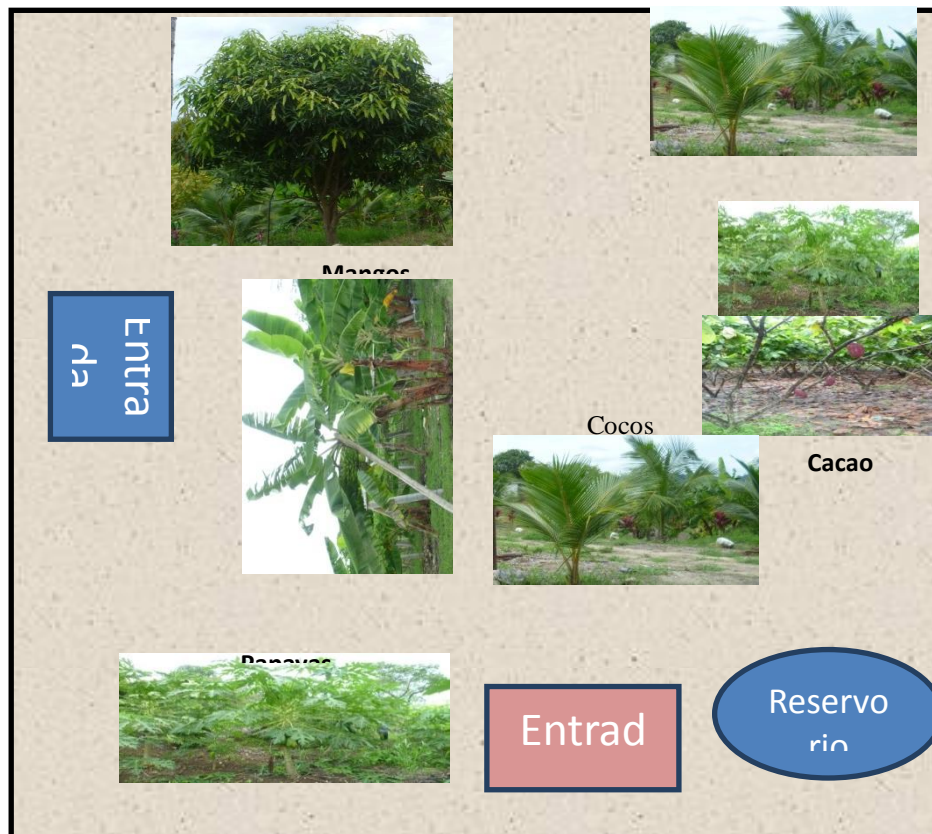 Mangos
Entra
da
Cocos
Cacao
Papayas
Entrad
Reservo
rio